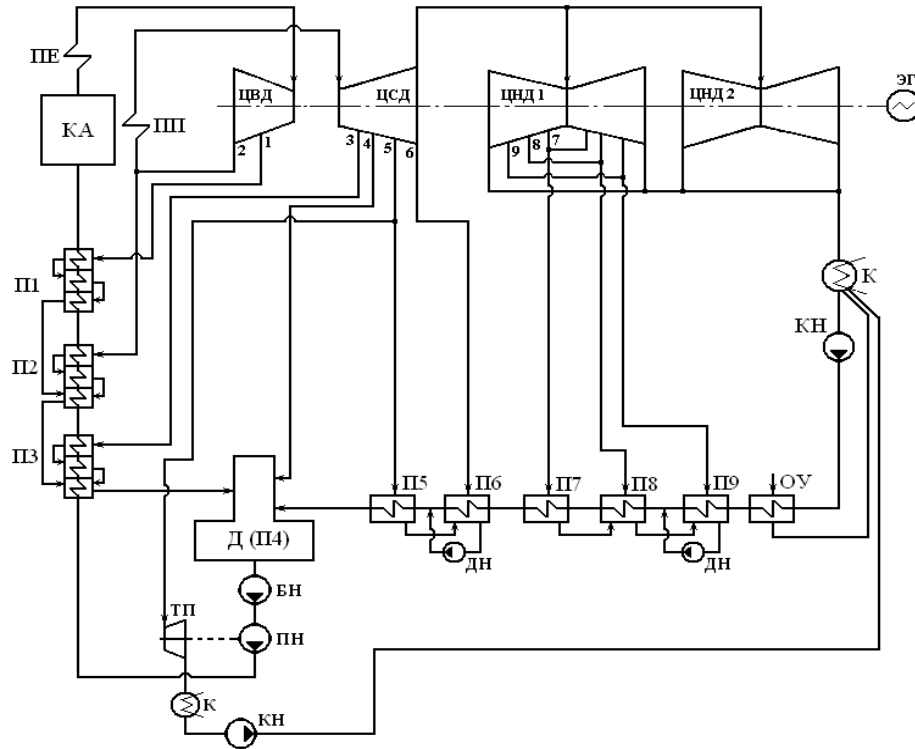 ПЕ
КА
ПП
ЦВД
ЦСД
ЦНД 1
ЦНД 2
ЭГ
2
1
3
4
5
6
9
8
7
П1
П2
П3
К
КН
Д (П4)
П5
П6
П7
П8
П9
ОУ
ДН
ДН
БН
ТП
ПН
К
КН